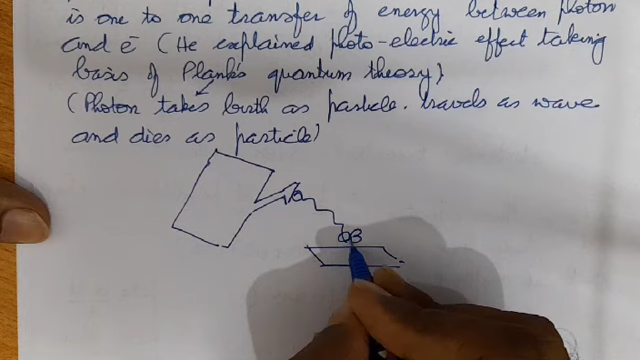 is one to one transfer of energy between photon
and e̅ (He explained photo-electric effect taking
basis of Plank's quantum theory)
(Photon takes birth as particle. travels as wave
and dies as particle)